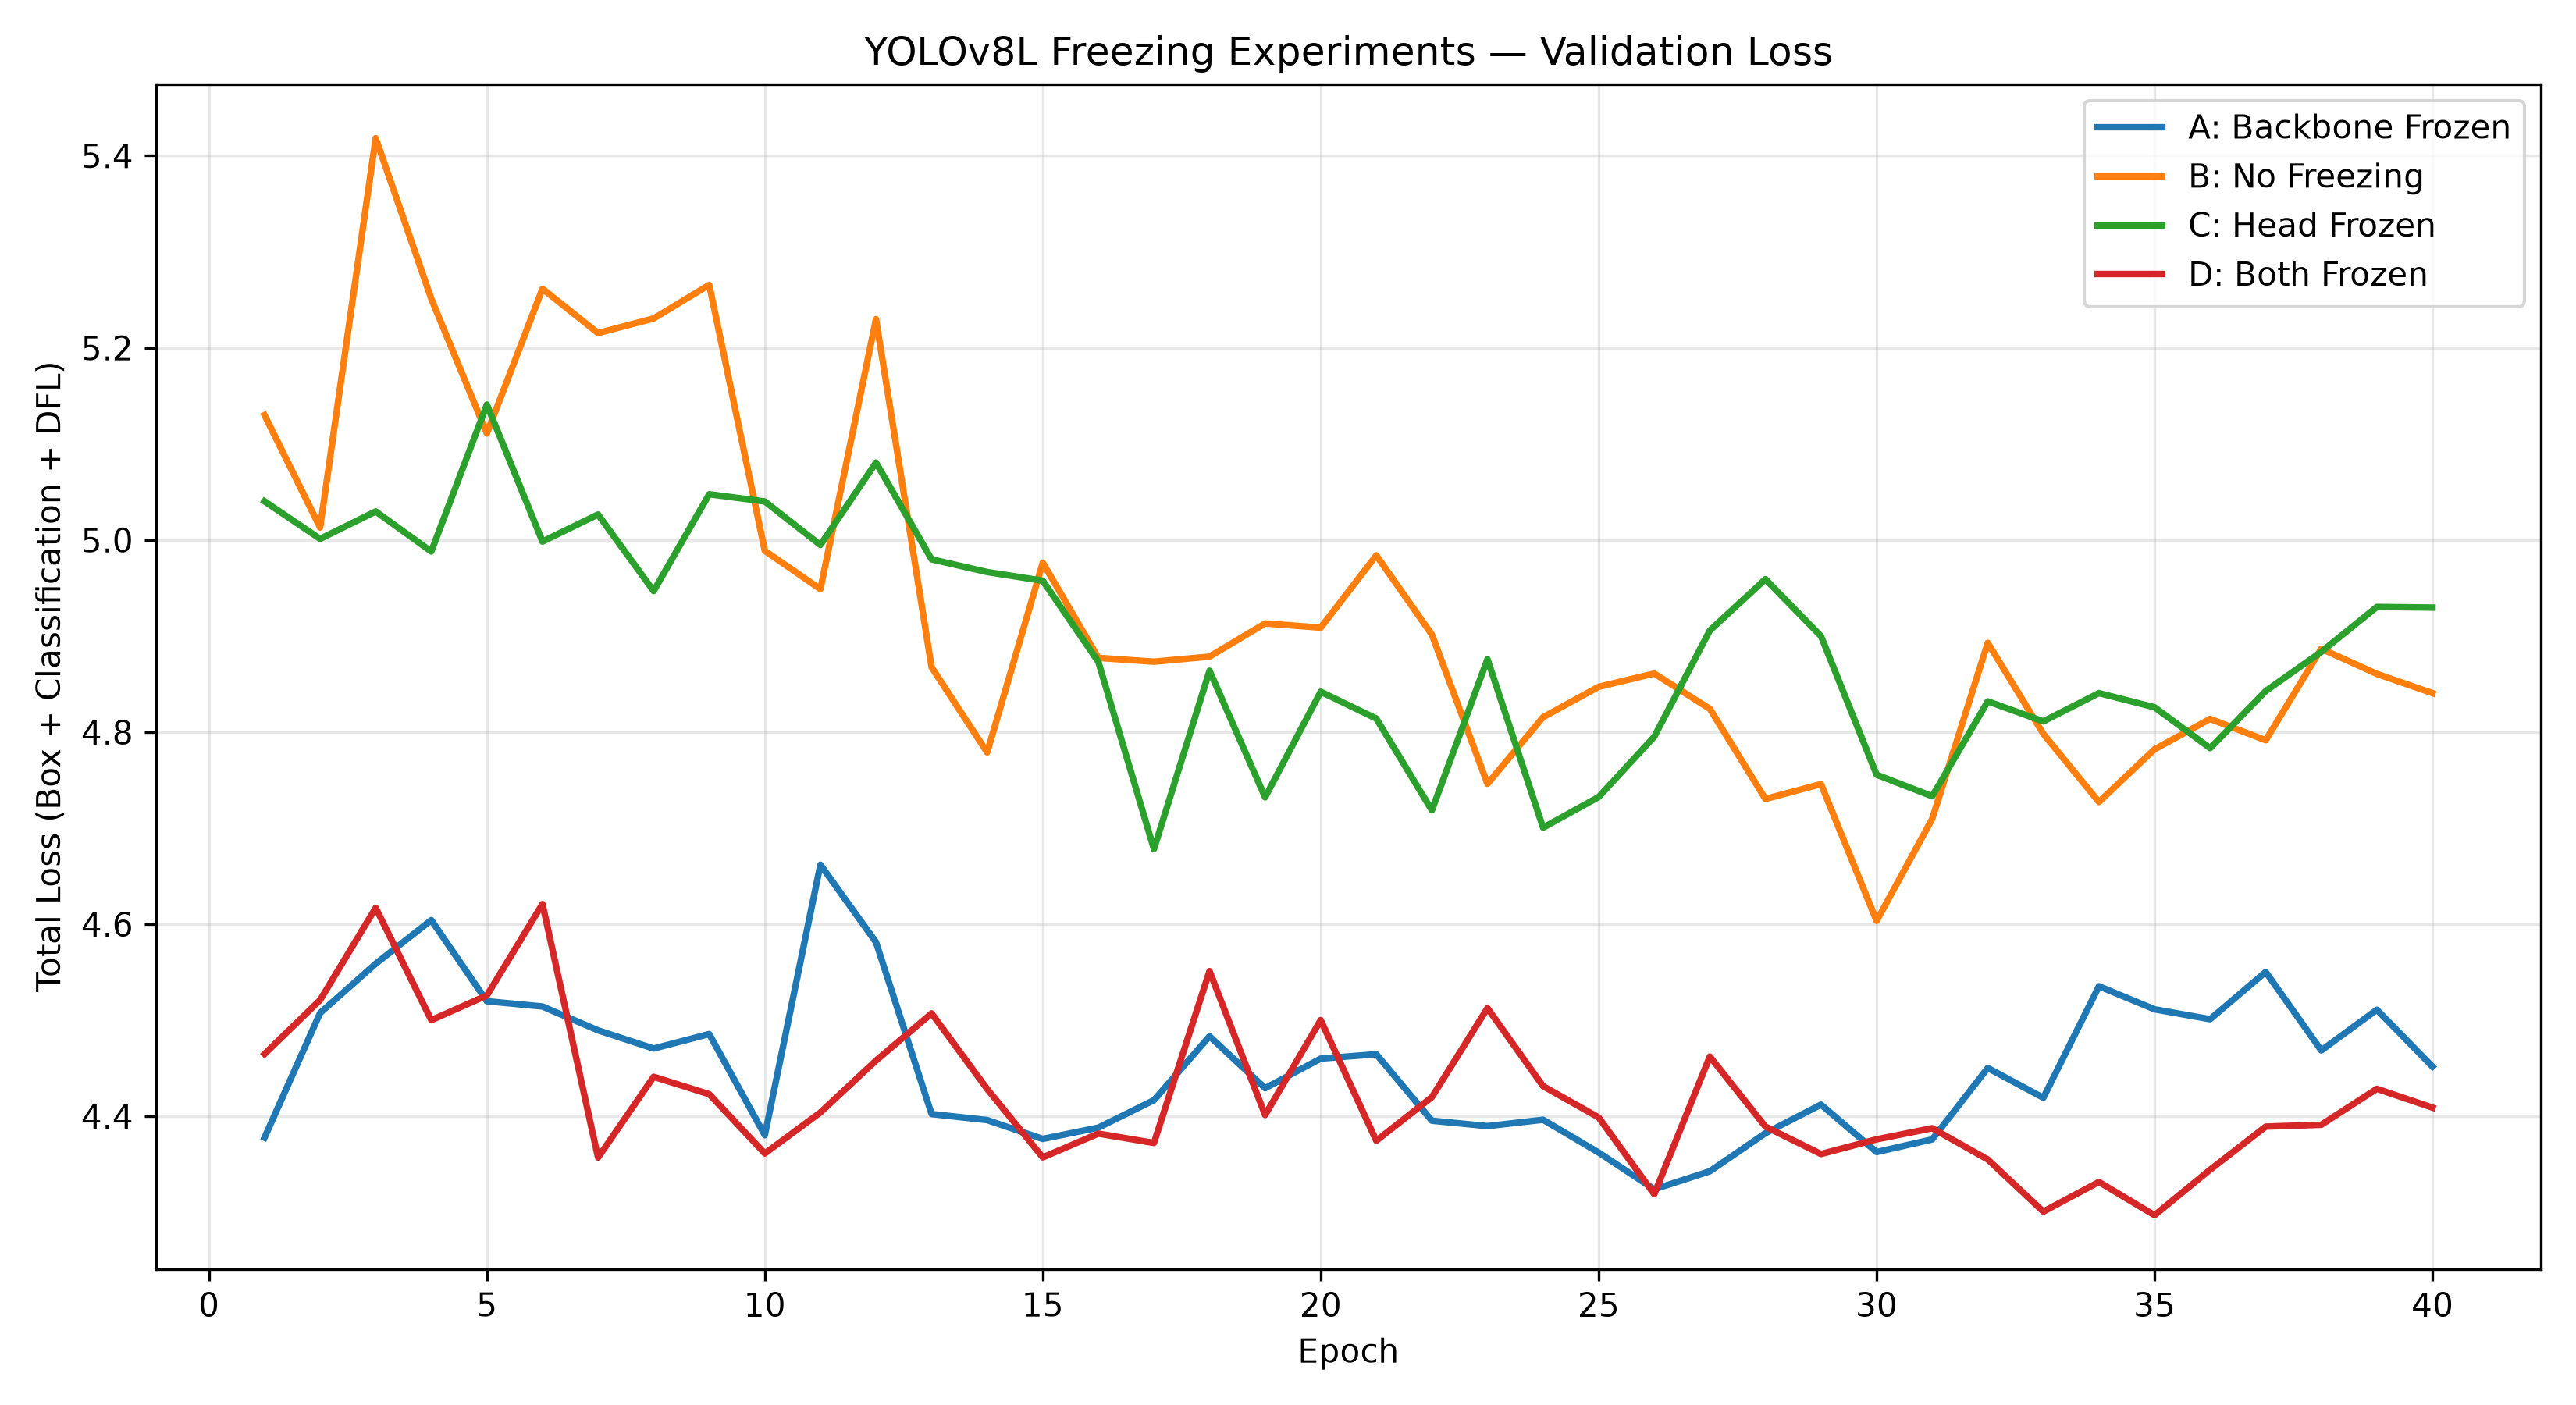 YOLOv8L Freezing Experiments — Validation Loss
A: Backbone Frozen
B: No Freezing
C: Head Frozen
D: Both Frozen
Total Loss (Box + Classification + DFL)
5.4
5.2
5.0
4.8
4.6
4.4
0 5 10 15 20 25 30 35 40
Epoch